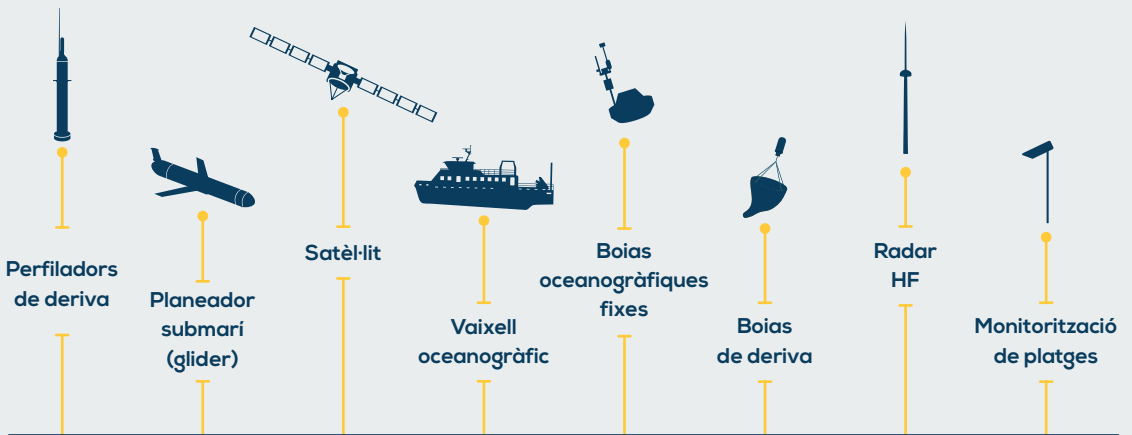 Perfiladors
de deriva
Planeador
submarí
(glider)
Satèl·lit
Vaixell
oceanogràfic
Boias
oceanogràfiques
fixes
Boias
de deriva
Radar
HF
Monitorització
de platges